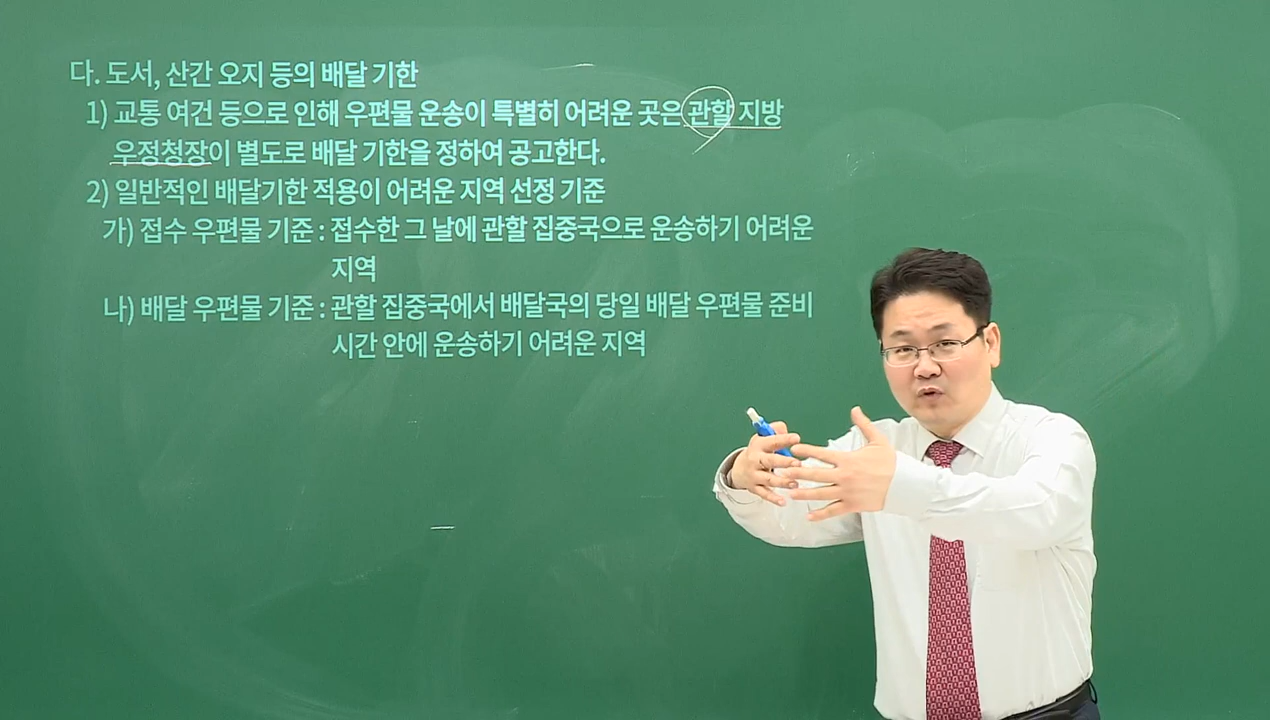 다. 도서, 산간 오지 등의 배달 기한
1) 교통 여건 등으로 인해 우편물 운송이 특별히 어려운 곳은 관할 지방
우정청장이 별도로 배달 기한을 정하여 공고한다.
2) 일반적인 배달기한 적용이 어려운 지역 선정 기준
가) 접수 우편물 기준 : 접수한 그 날에 관할 집중국으로 운송하기 어려운
지역
나) 배달 우편물 기준 : 관할 집중국에서 배달국의 당일 배달 우편물 준비
시간 안에 운송하기 어려운 지역